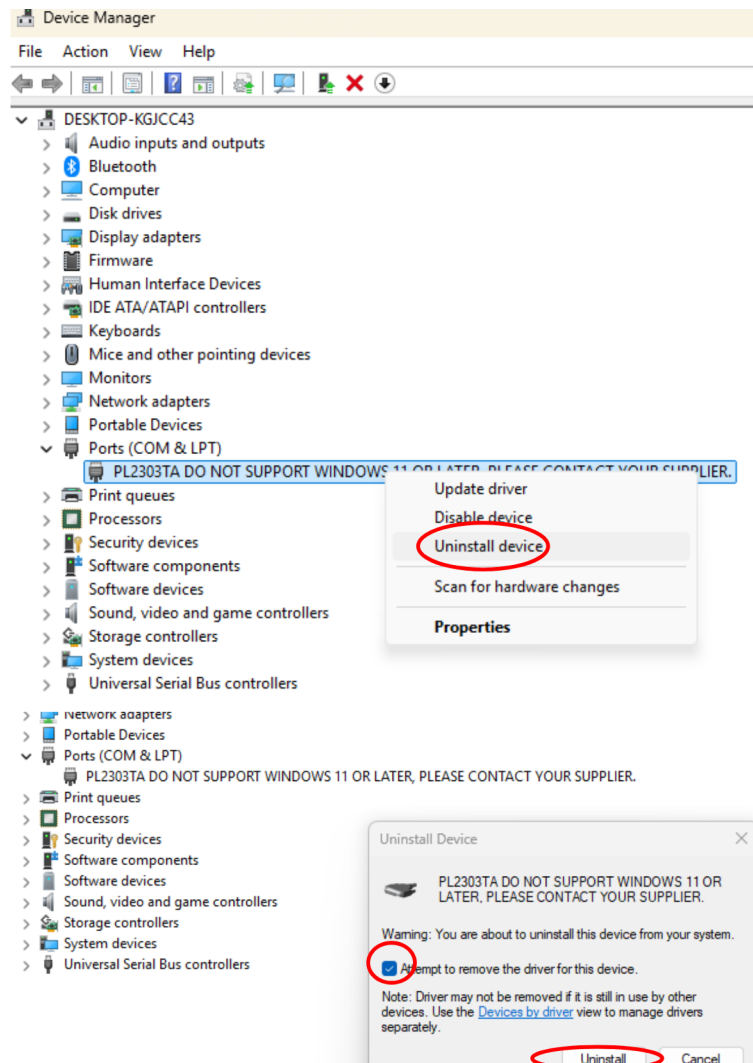 Device Manager
File Action View Help
DESKTOP-KGJCC43
Audio inputs and outputs
Bluetooth
Computer
Disk drives
Display adapters
Firmware
Human Interface Devices
IDE ATA/ATAPI controllers
Keyboards
Mice and other pointing devices
Monitors
Network adapters
Portable Devices
Ports (COM & LPT)
PL2303TA DO NOT SUPPORT WINDOWS 11 OR LATER, PLEASE CONTACT YOUR SUPPLIER.
Print queues
Processors
Security devices
Software components
Software devices
Sound, video and game controllers
Storage controllers
System devices
Universal Serial Bus controllers
Update driver
Disable device
Uninstall device
Scan for hardware changes
Properties
Network adapters
Portable Devices
Ports (COM & LPT)
PL2303TA DO NOT SUPPORT WINDOWS 11 OR LATER, PLEASE CONTACT YOUR SUPPLIER.
Print queues
Processors
Security devices
Software components
Software devices
Sound, video and game controllers
Storage controllers
System devices
Universal Serial Bus controllers
Uninstall Device
PL2303TA DO NOT SUPPORT WINDOWS 11 OR
LATER, PLEASE CONTACT YOUR SUPPLIER.
Warning: You are about to uninstall this device from your system.
Attempt to remove the driver for this device.
Note: Driver may not be removed if it is still in use by other
devices. Use the Devices by driver view to manage drivers
separately.
Uninstall Cancel